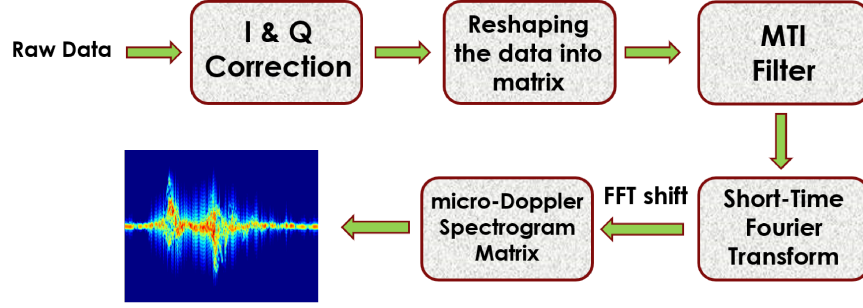 Raw Data
I & Q
Correction
Reshaping
the data into
matrix
MTI
Filter
Short-Time
Fourier
Transform
FFT shift
micro-Doppler
Spectrogram
Matrix